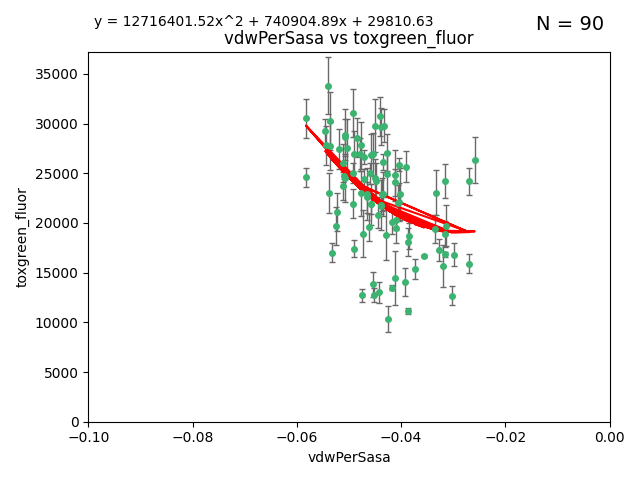 y = 12716401.52x^2 + 740904.89x + 29810.63
N = 90
vdwPerSasa vs toxgreen_fluor
35000
30000
25000
20000
15000
10000
5000
0
toxgreen_fluor
−0.10 −0.08 −0.06 −0.04 −0.02 0.00
vdwPerSasa